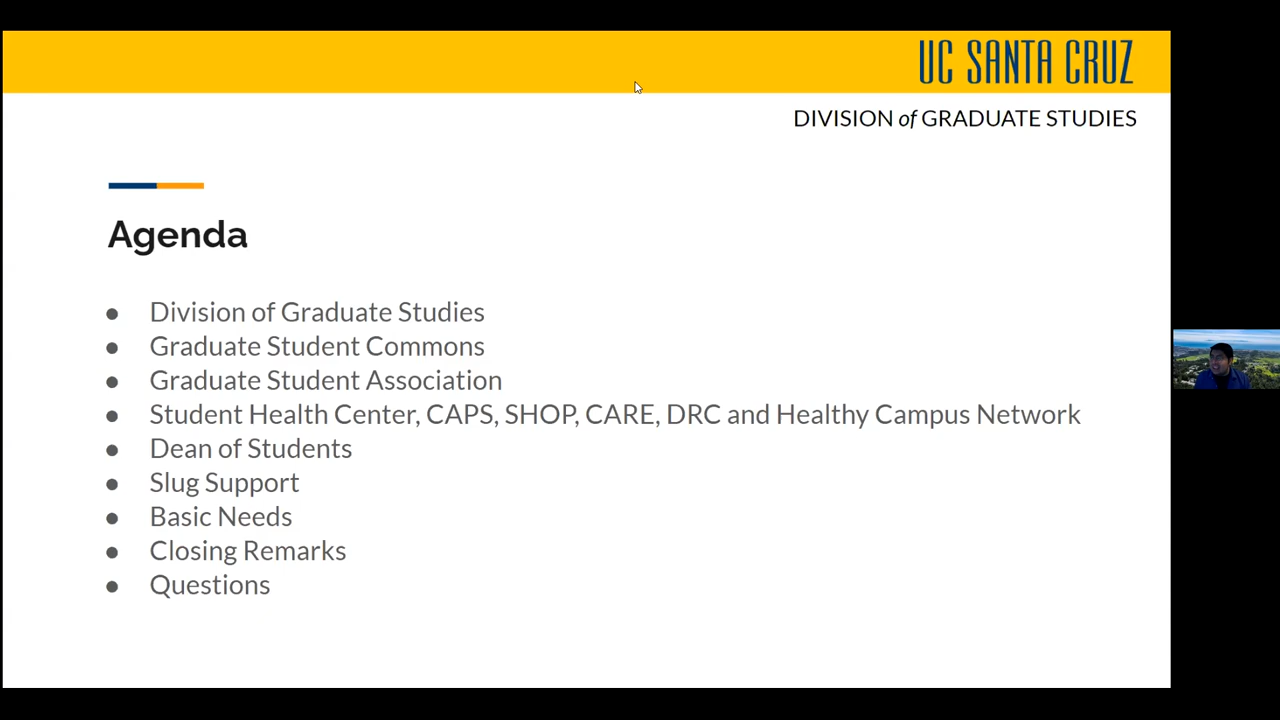 UC SANTA CRUZ
DIVISION of GRADUATE STUDIES
Agenda
● Division of Graduate Studies
● Graduate Student Commons
● Graduate Student Association
● Student Health Center, CAPS, SHOP, CARE, DRC and Healthy Campus Network
● Dean of Students
● Slug Support
● Basic Needs
● Closing Remarks
● Questions